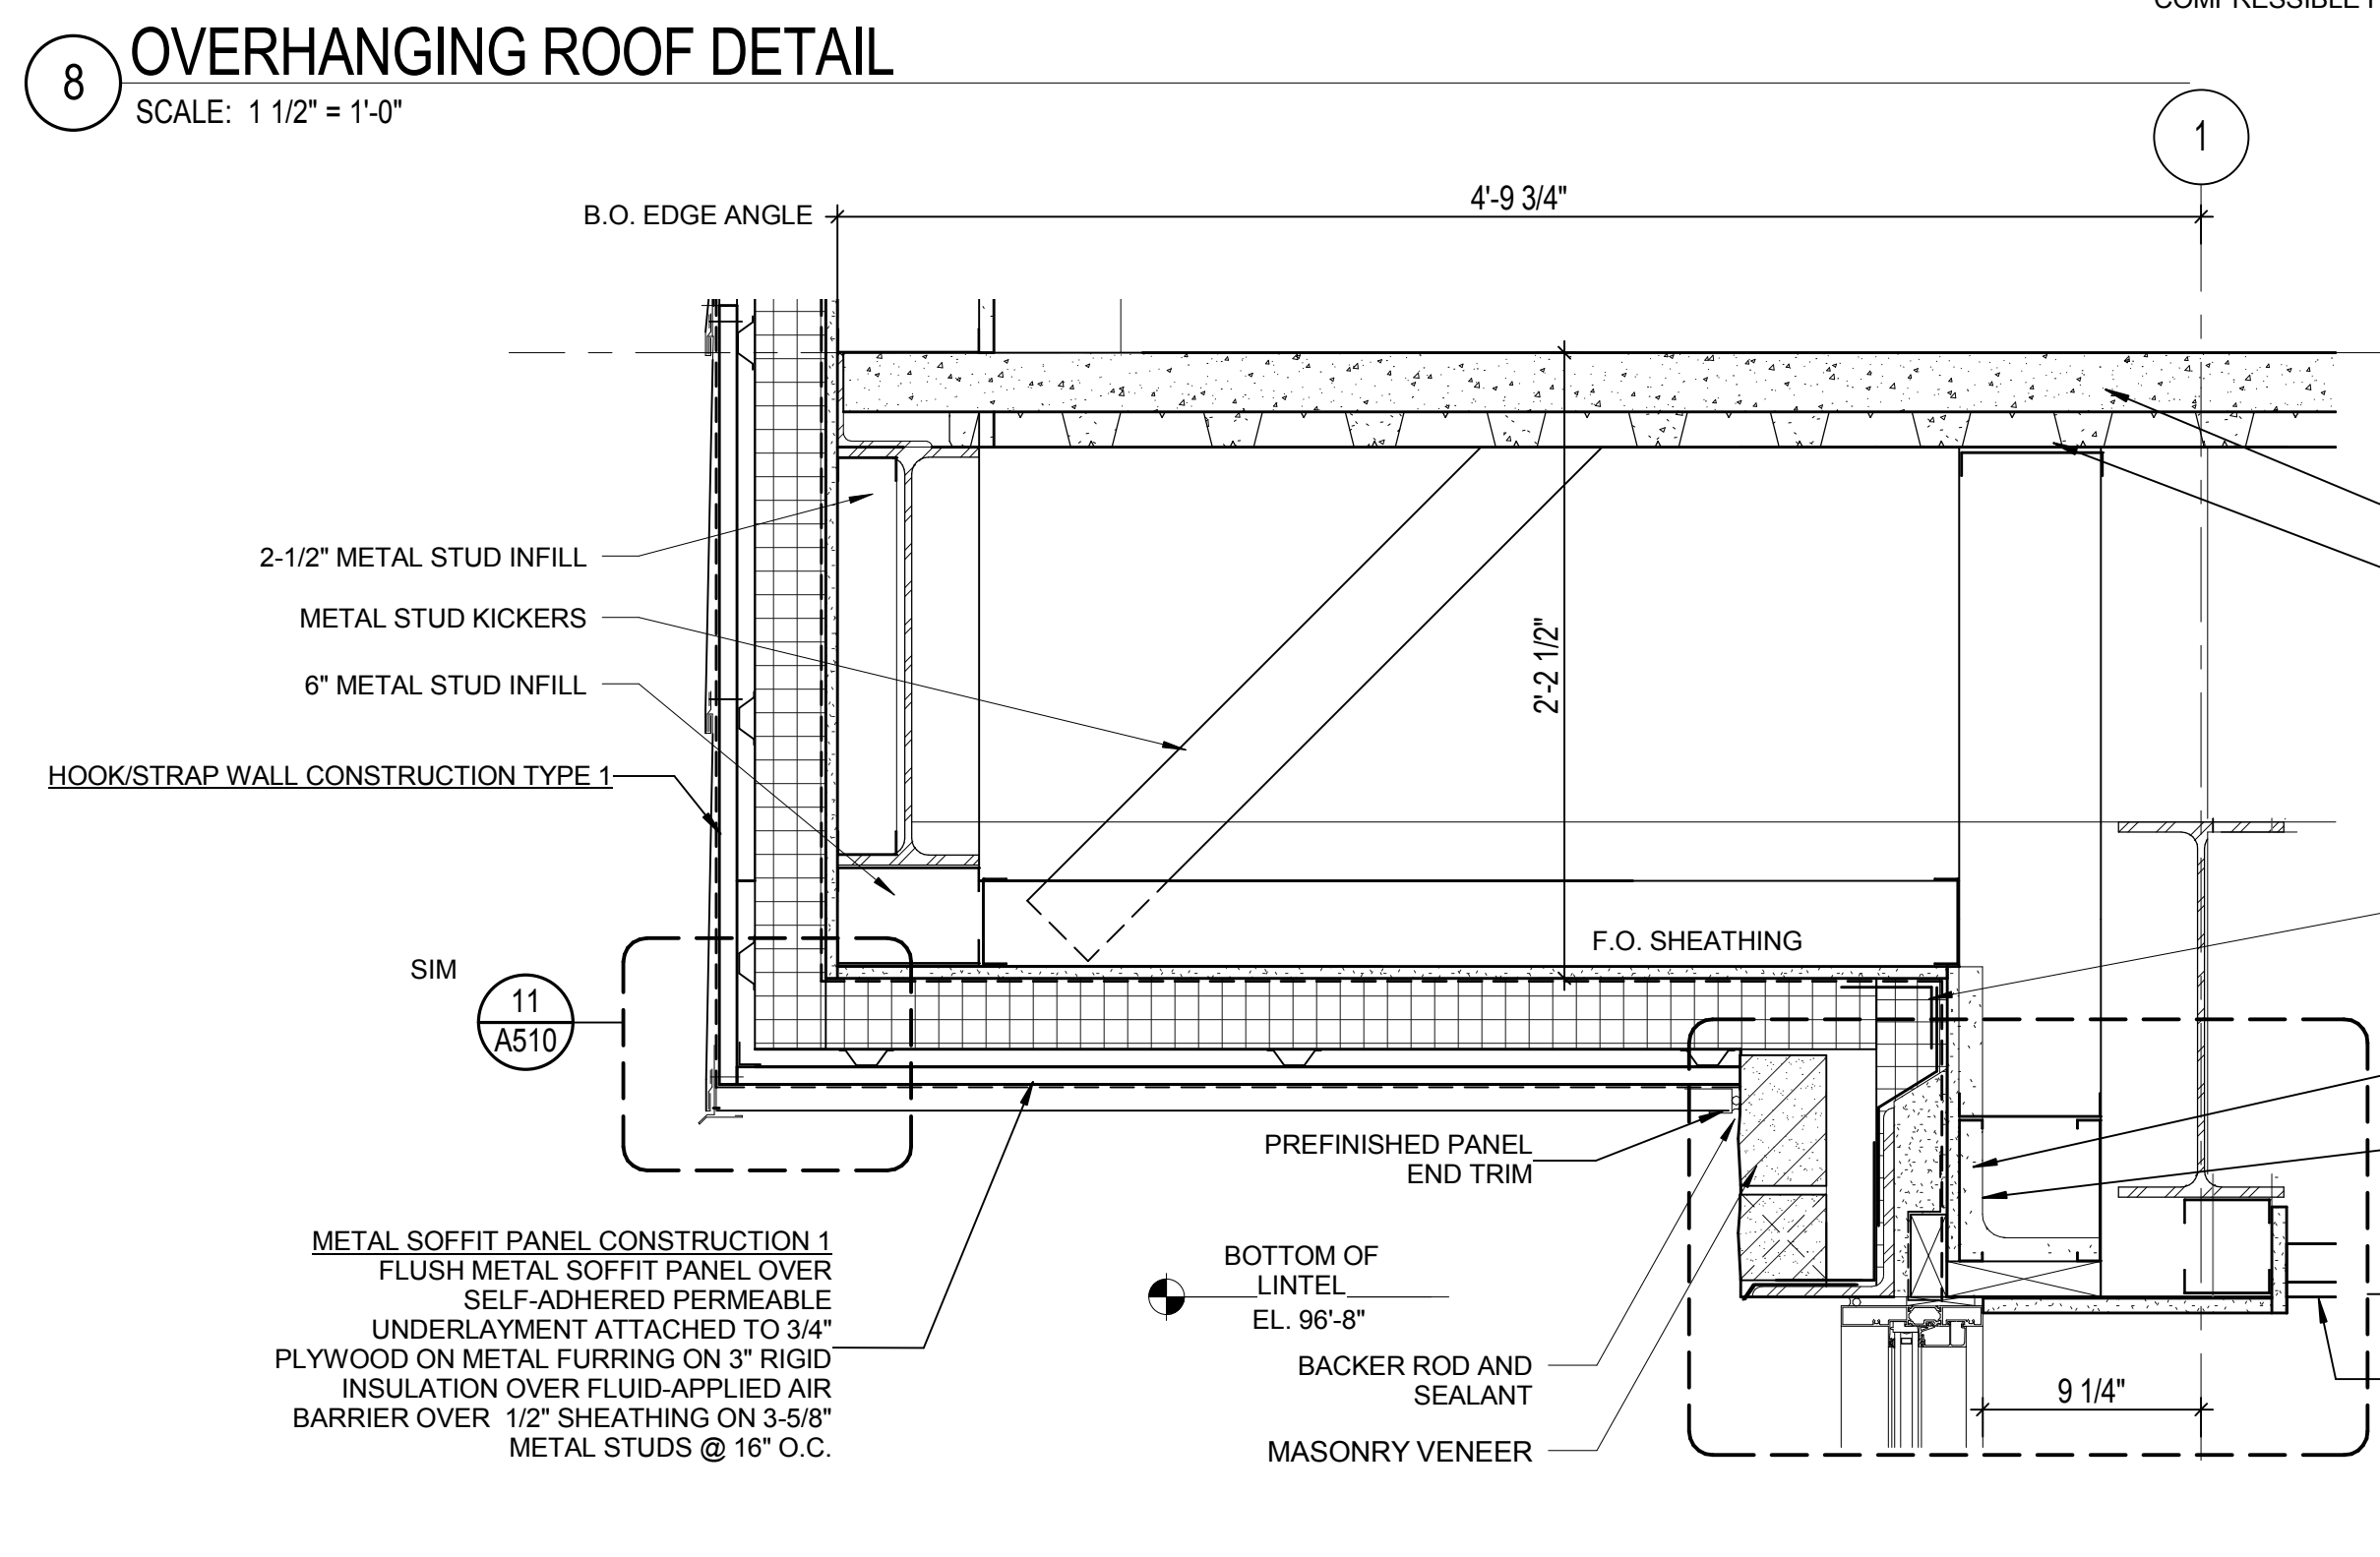 COMPRESSIBLE
8
OVERHANGING ROOF DETAIL
SCALE: 1 1/2" = 1'-0"
1
4'-9 3/4"
B.O. EDGE ANGLE
2-1/2" METAL STUD INFILL
METAL STUD KICKERS
2'-2 1/2"
6" METAL STUD INFILL
HOOK/STRAP WALL CONSTRUCTION TYPE 1
F.O. SHEATHING
SIM
11
A510
PREFINISHED PANEL
END TRIM
METAL SOFFIT PANEL CONSTRUCTION 1
FLUSH METAL SOFFIT PANEL OVER
SELF-ADHERED PERMEABLE
UNDERLAYMENT ATTACHED TO 3/4"
PLYWOOD ON METAL FURRING ON 3" RIGID
INSULATION OVER FLUID-APPLIED AIR
BARRIER OVER 1/2" SHEATHING ON 3-5/8"
METAL STUDS @ 16" O.C.
BOTTOM OF
LINTEL
EL. 96'-8"
BACKER ROD AND
SEALANT
MASONRY VENEER
9 1/4"